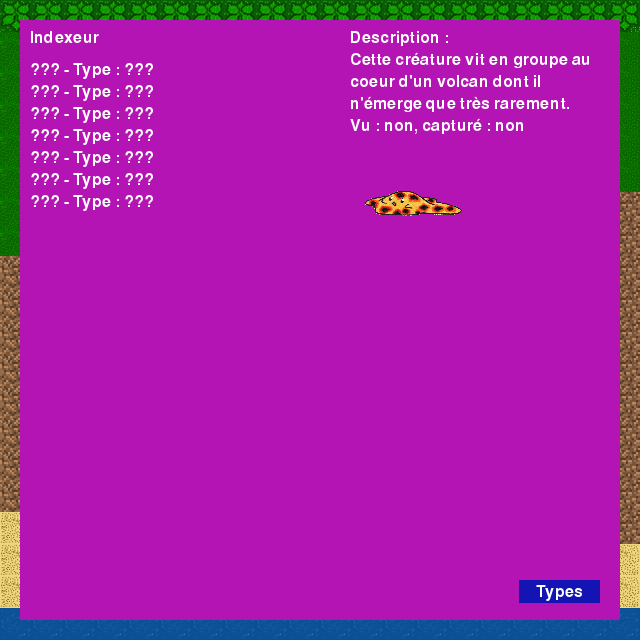 Indexeur
??? - Type : ???
??? - Type : ???
??? - Type : ???
??? - Type : ???
??? - Type : ???
??? - Type : ???
??? - Type : ???
Description :
Cette créature vit en groupe au
coeur d'un volcan dont il
n'émerge que très rarement.
Vu : non, capturé : non
Types